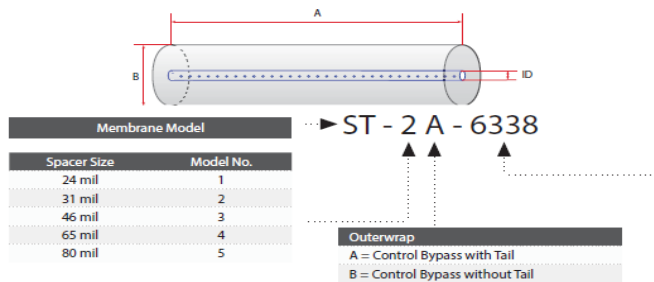 A
B
ID
Membrane Model
ST - 2 A - 6338
Spacer Size Model No.
24 mil 1
31 mil 2
46 mil 3
65 mil 4
80 mil 5
Outerwrap
A = Control Bypass with Tail
B = Control Bypass without Tail